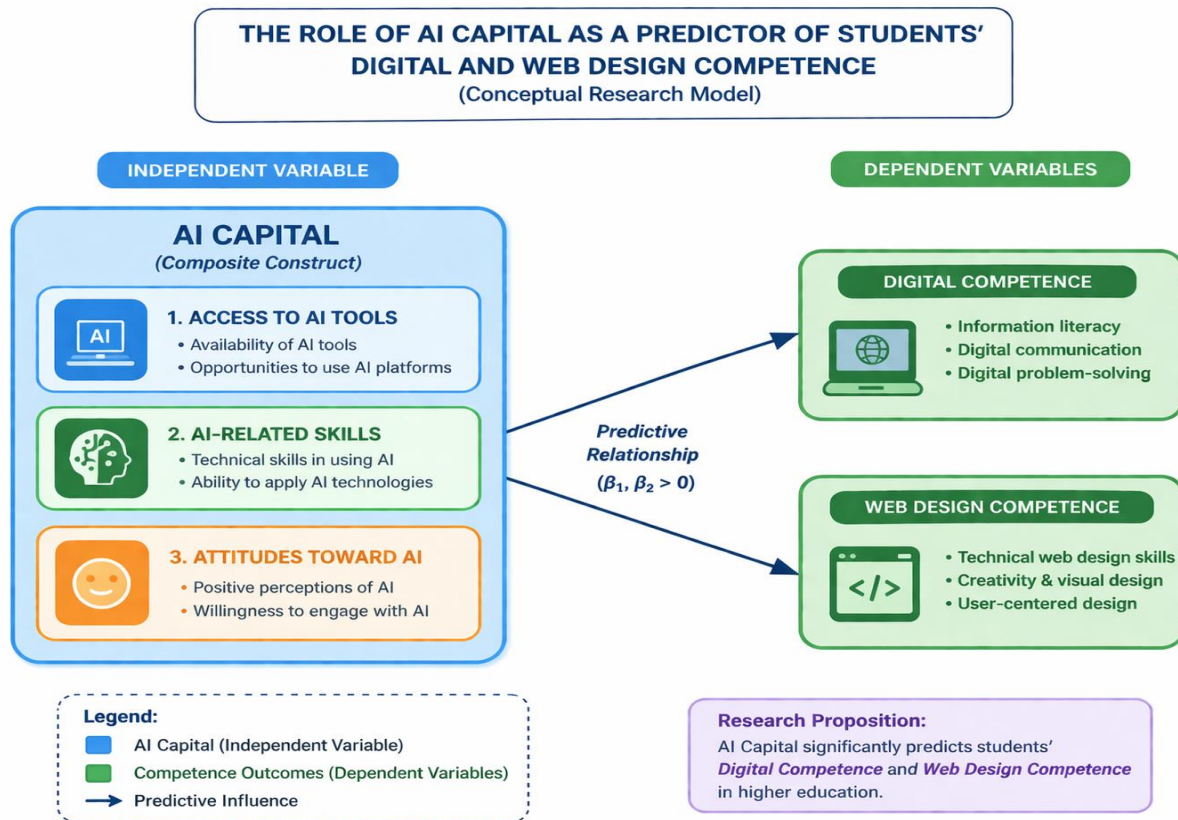 THE ROLE OF AI CAPITAL AS A PREDICTOR OF STUDENTS'
DIGITAL AND WEB DESIGN COMPETENCE
(Conceptual Research Model)
INDEPENDENT VARIABLE
AI CAPITAL
(Composite Construct)
AI
1. ACCESS TO AI TOOLS
• Availability of AI tools
• Opportunities to use AI platforms
2. AI-RELATED SKILLS
• Technical skills in using AI
• Ability to apply AI technologies
3. ATTITUDES TOWARD AI
• Positive perceptions of AI
• Willingness to engage with AI
Predictive
Relationship
(β₁, β₂ > 0)
DEPENDENT VARIABLES
DIGITAL COMPETENCE
• Information literacy
• Digital communication
• Digital problem-solving
WEB DESIGN COMPETENCE
</>
• Technical web design skills
• Creativity & visual design
• User-centered design
Legend:
AI Capital (Independent Variable)
Competence Outcomes (Dependent Variables)
Predictive Influence
Research Proposition:
AI Capital significantly predicts students'
Digital Competence and Web Design Competence
in higher education.